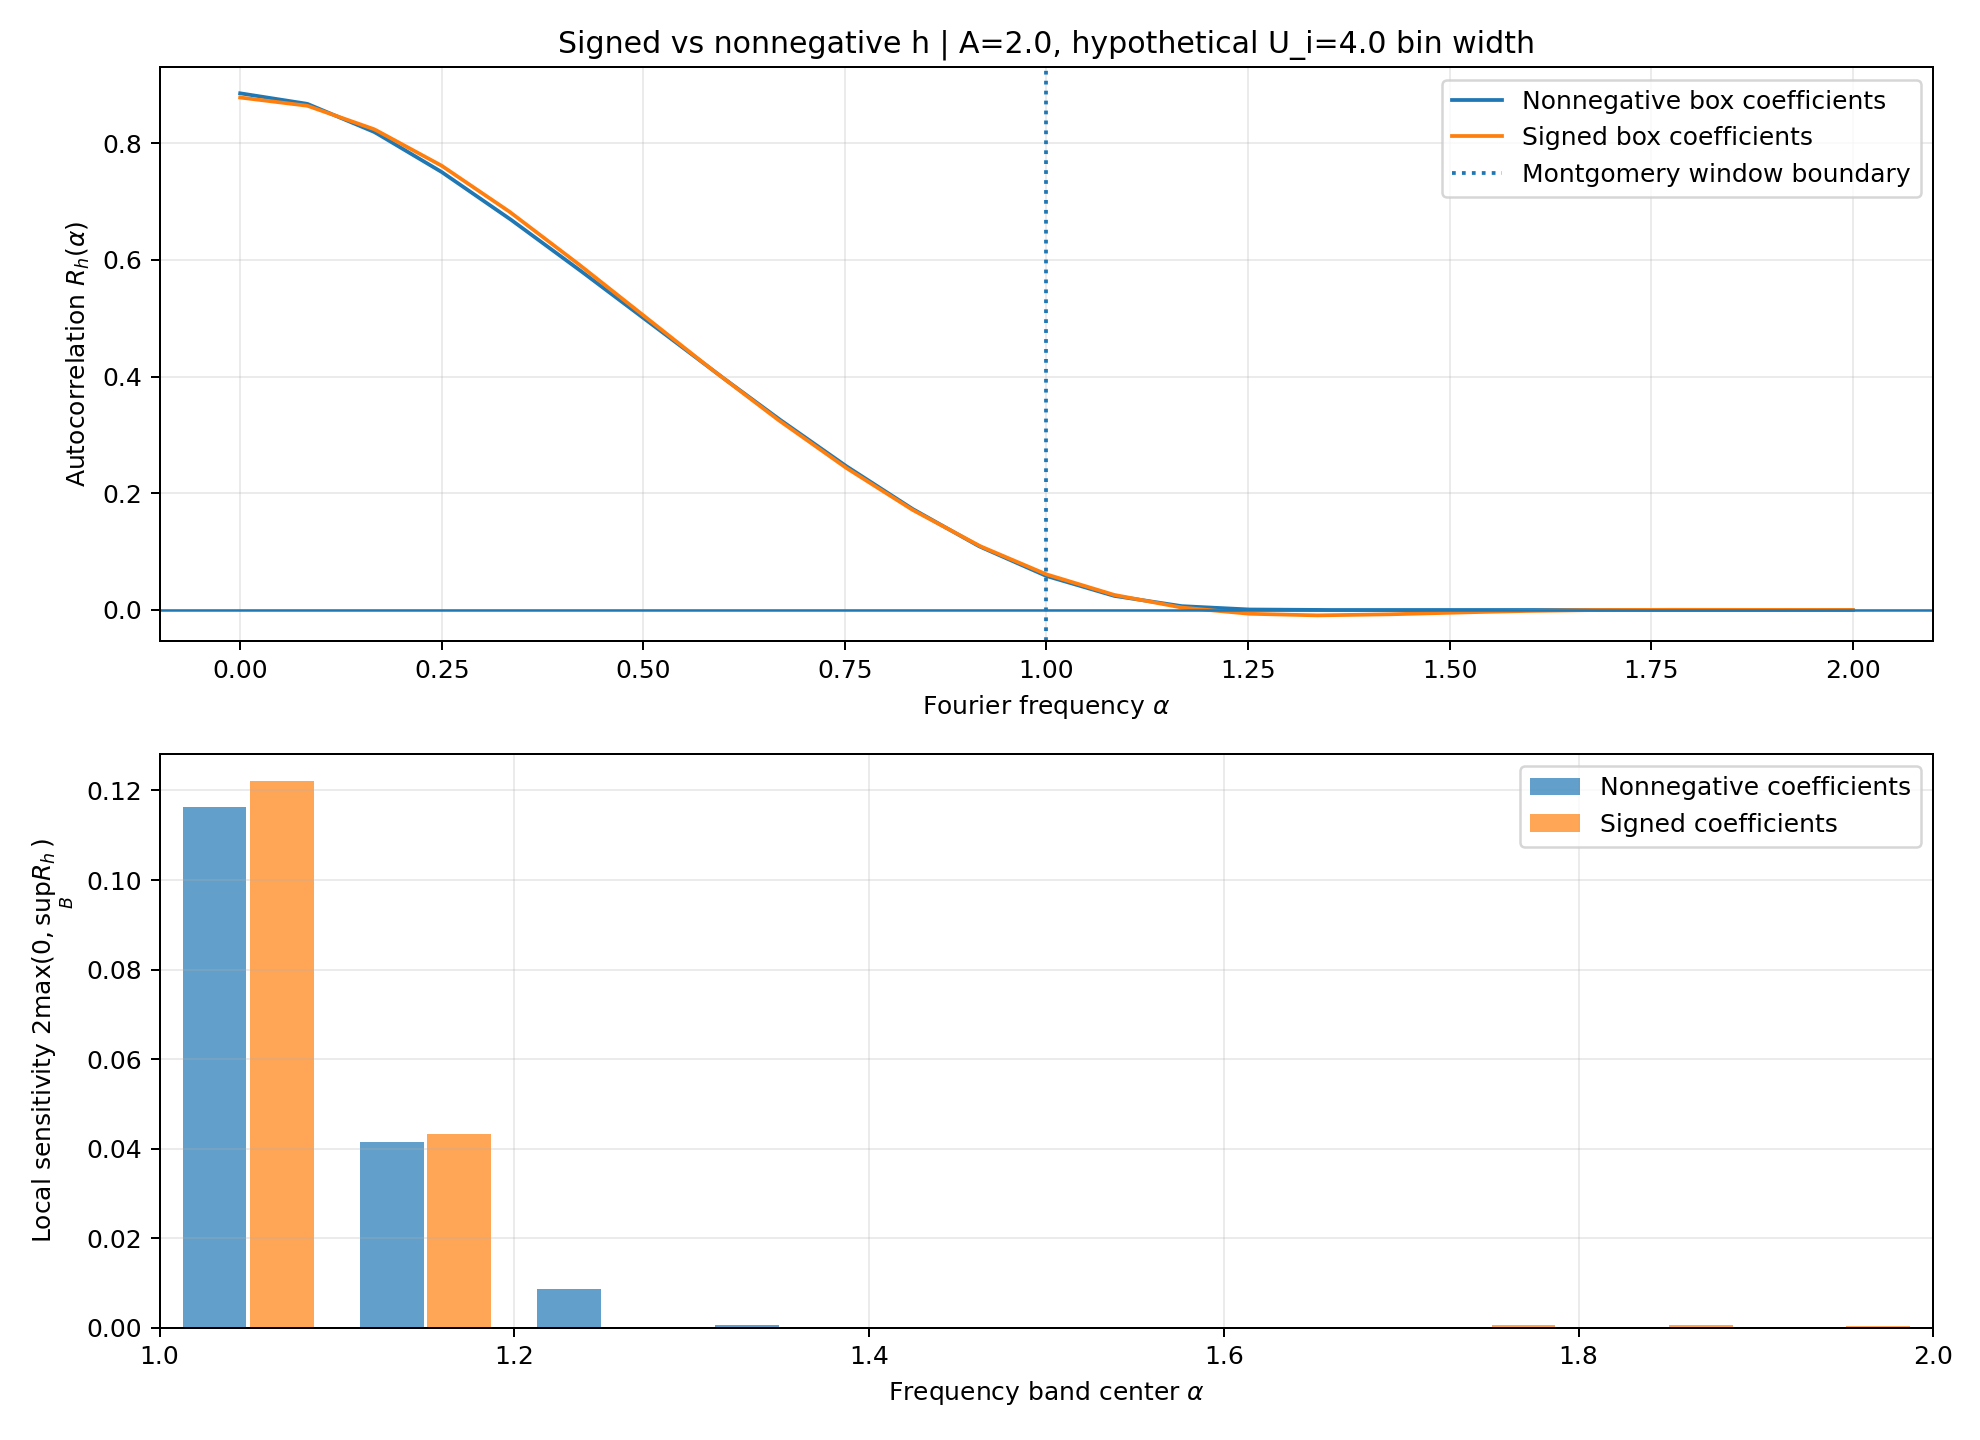 Signed vs nonnegative h | A=2.0, hypothetical U_i=4.0 bin width
Nonnegative box coefficients
Signed box coefficients
Montgomery window boundary
Autocorrelation R_h(α)
0.8
0.6
0.4
0.2
0.0
0.00 0.25 0.50 0.75 1.00 1.25 1.50 1.75 2.00
Fourier frequency α
Nonnegative coefficients
Signed coefficients
Local sensitivity 2max(0, sup_B R_h)
0.12
0.10
0.08
0.06
0.04
0.02
0.00
1.0 1.2 1.4 1.6 1.8 2.0
Frequency band center α